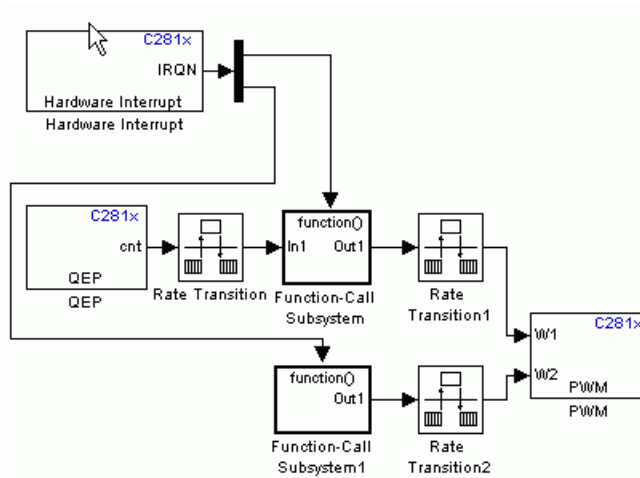 C281x
IRQN
Hardware Interrupt
Hardware Interrupt
C281x
cnt
QEP
QEP
Rate Transition
function()
In1 Out1
Function-Call
Subsystem
Rate
Transition1
C281x
W1
W2
PWM
PWM
function()
Out1
Function-Call
Subsystem1
Rate
Transition2